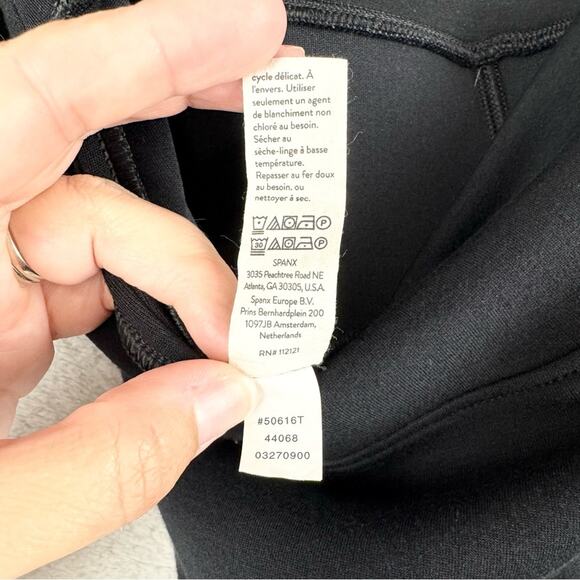 cycle délicat. À
l'envers. Utiliser
seulement un agent
de blanchiment non
chloré au besoin.
Sécher au
sèche-linge à basse
température.
Repasser au fer doux
au besoin, ou
nettoyer à sec.
P
30 P
SPANX
3035 Peachtree Road NE
Atlanta, GA 30305, U.S.A.
Spanx Europe B.V.
Prins Bernhardplein 200
1097JB Amsterdam,
Netherlands
RN# 112121
#50616T
44068
03270900